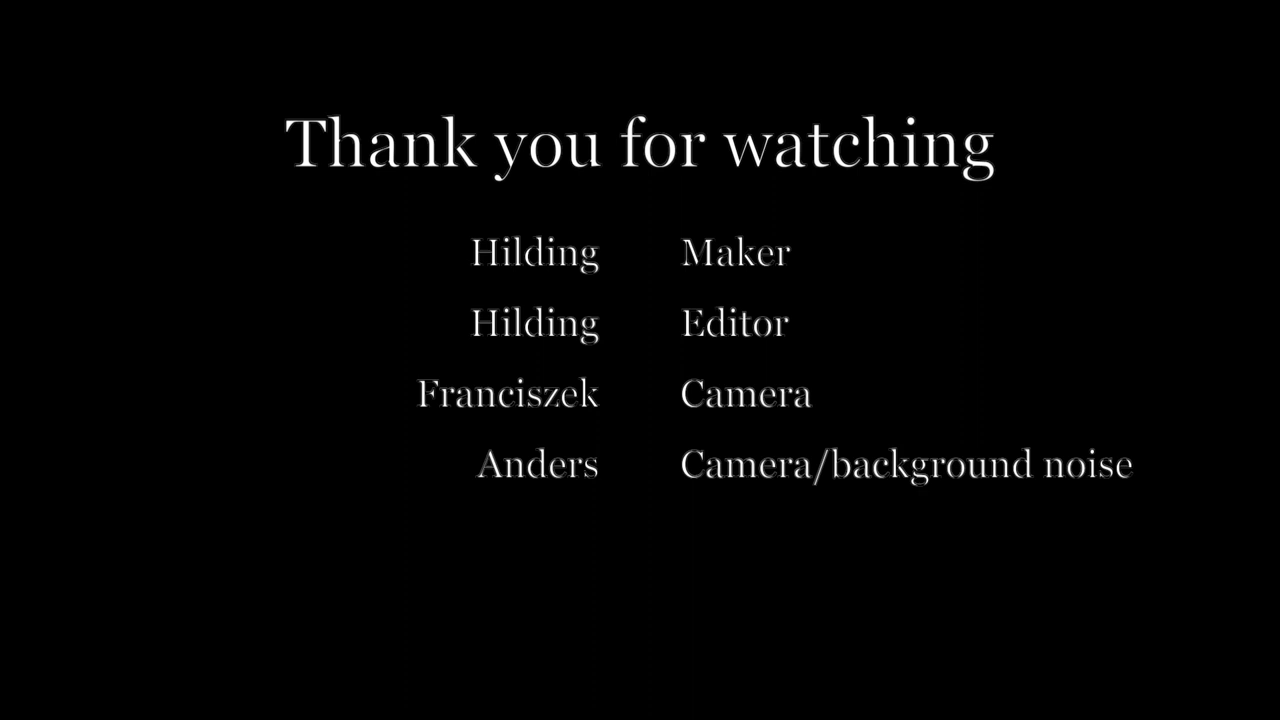 Thank you for watching
Hilding Maker
Hilding Editor
Franciszek Camera
Anders Camera/background noise